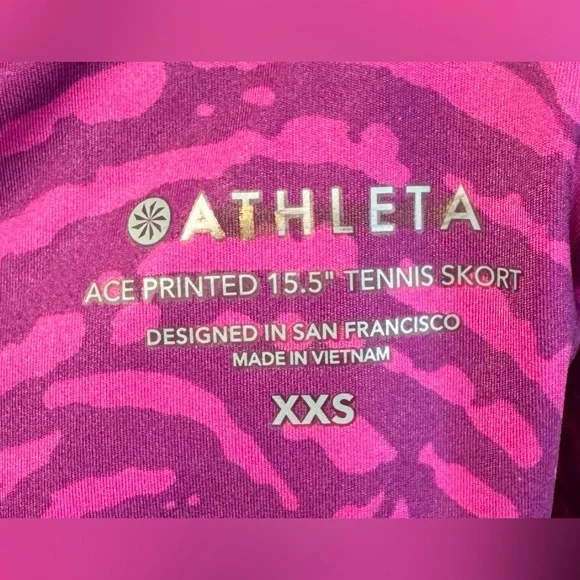 ATHLETA
ACE PRINTED 15.5" TENNIS SKORT
DESIGNED IN SAN FRANCISCO
MADE IN VIETNAM
XXS